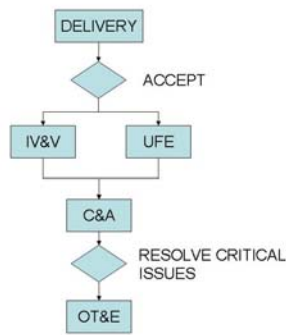 DELIVERY
ACCEPT
IV&V
UFE
C&A
RESOLVE CRITICAL
ISSUES
OT&E